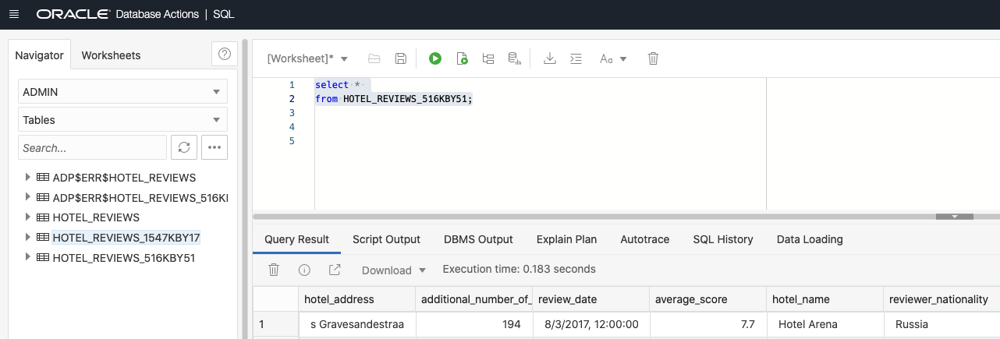 ORACLE Database Actions | SQL
Navigator
Worksheets
ADMIN
Tables
Search...
ADP$ERR$HOTEL_REVIEWS
ADP$ERR$HOTEL_REVIEWS_516KI
HOTEL_REVIEWS
HOTEL_REVIEWS_1547KBY17
HOTEL_REVIEWS_516KBY51
[Worksheet]*
Aa
1 select *
2 from HOTEL_REVIEWS_516KBY51;
3
4
5
Query Result Script Output DBMS Output Explain Plan Autotrace SQL History Data Loading
Download Execution time: 0.183 seconds
hotel_address additional_number_of_ review_date average_score hotel_name reviewer_nationality
1 s Gravesandestraa 194 8/3/2017, 12:00:00 7.7 Hotel Arena Russia